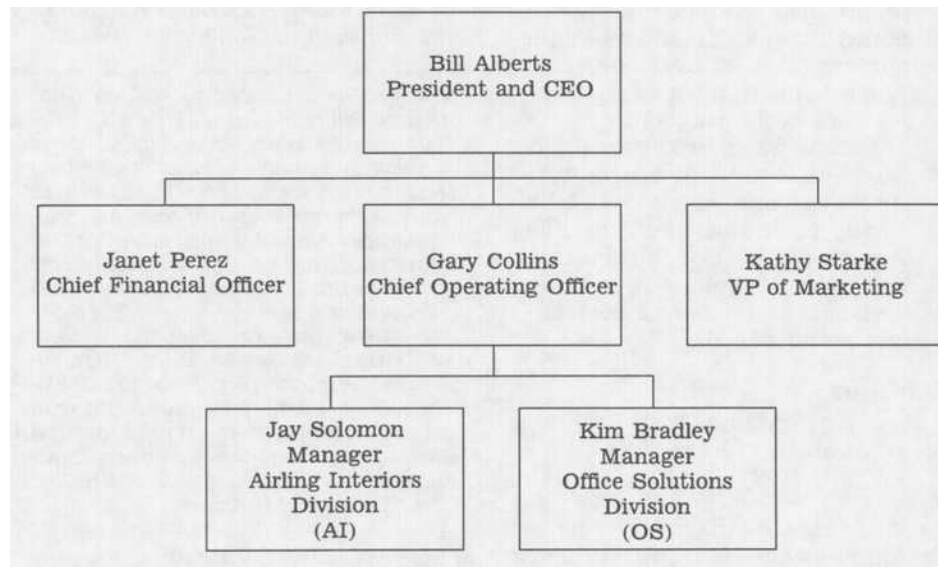 Bill Alberts
President and CEO
Janet Perez
Chief Financial Officer
Gary Collins
Chief Operating Officer
Kathy Starke
VP of Marketing
Jay Solomon
Manager
Airling Interiors
Division
(AI)
Kim Bradley
Manager
Office Solutions
Division
(OS)